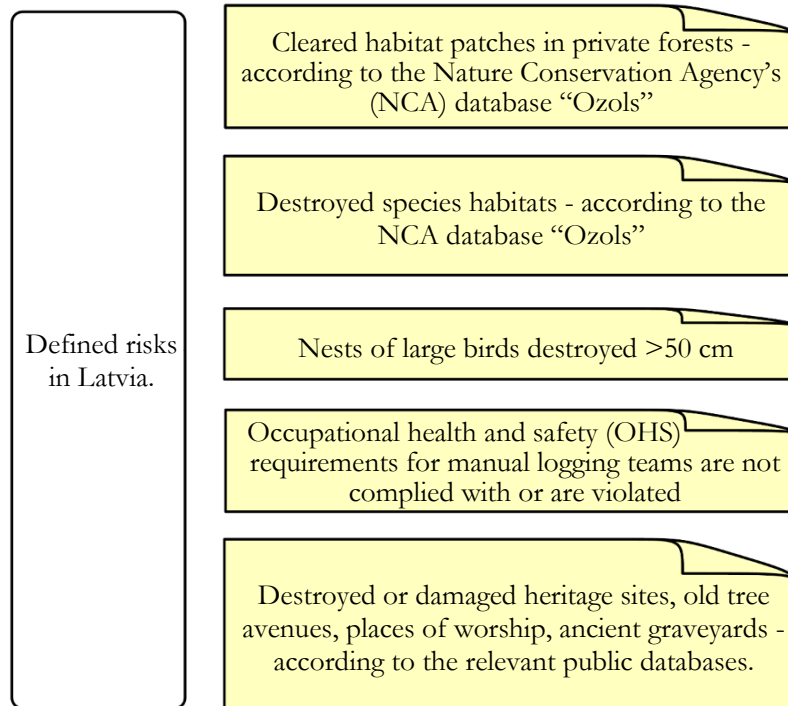 Defined risks
in Latvia.
Cleared habitat patches in private forests -
according to the Nature Conservation Agency’s
(NCA) database “Ozols”
Destroyed species habitats - according to the
NCA database “Ozols”
Nests of large birds destroyed >50 cm
Occupational health and safety (OHS)
requirements for manual logging teams are not
complied with or are violated
Destroyed or damaged heritage sites, old tree
avenues, places of worship, ancient graveyards -
according to the relevant public databases.